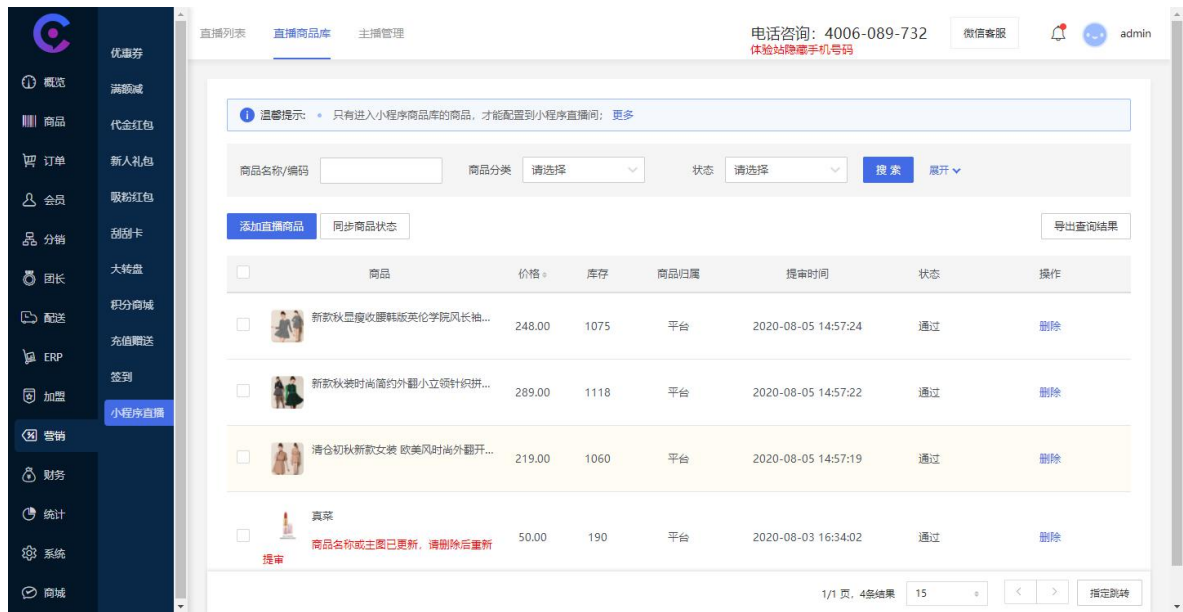 直播列表 直播商品库 主播管理
电话咨询：4006-089-732 微信客服 admin
体验站隐藏手机号码
概览
商品
订单
会员
分销
团长
配送
ERP
加盟
营销
财务
统计
系统
商城
优惠券
满额减
代金红包
新人礼包
吸粉红包
刮刮卡
大转盘
积分商城
充值赠送
签到
小程序直播
温馨提示: 只有进入小程序商品库的商品，才能配置到小程序直播间； 更多
商品名称/编码 商品分类 请选择 状态 请选择 搜索 展开
添加直播商品 同步商品状态 导出查询结果
商品 价格 库存 商品归属 提审时间 状态 操作
新款秋显瘦收腰韩版英伦学院风长袖... 248.00 1075 平台 2020-08-05 14:57:24 通过 删除
新款秋装时尚简约外翻小立领针织拼... 289.00 1118 平台 2020-08-05 14:57:22 通过 删除
清仓初秋新款女装 欧美风时尚外翻开... 219.00 1060 平台 2020-08-05 14:57:19 通过 删除
真菜
商品名称或主图已更新，请删除后重新 50.00 190 平台 2020-08-03 16:34:02 通过 删除
提审
1/1 页，4条结果 15 指定跳转